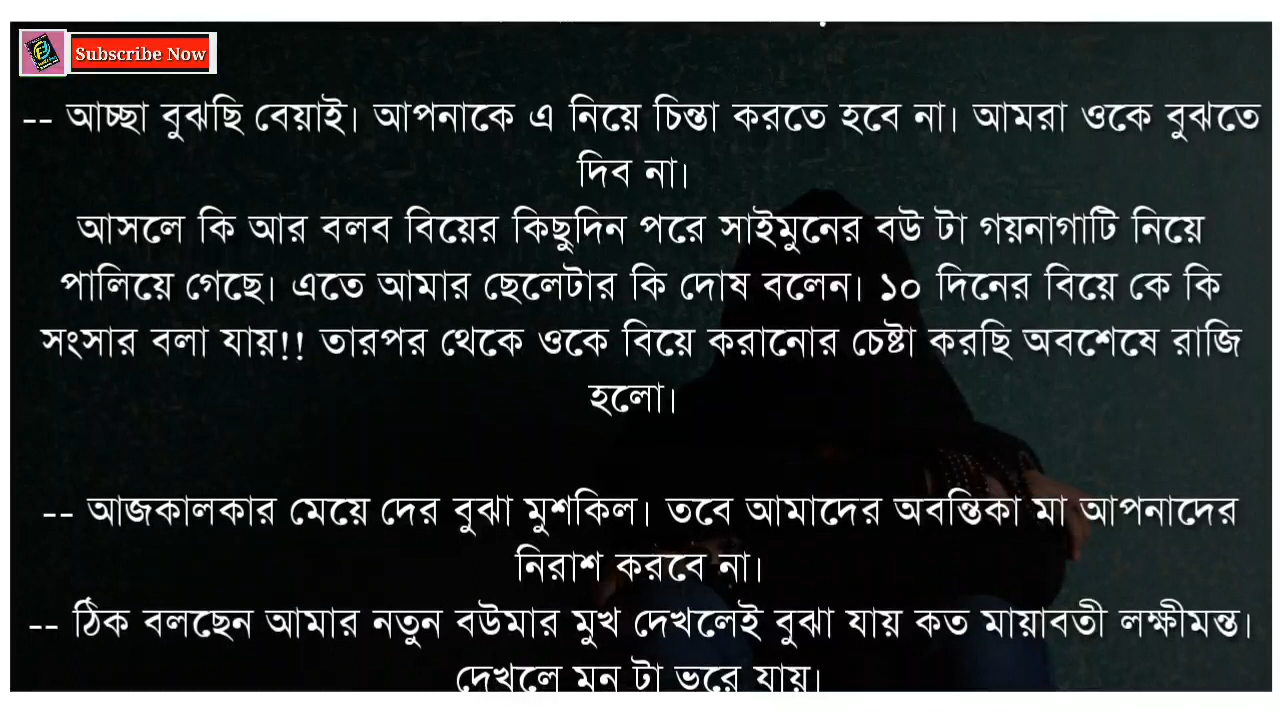 Subscribe Now
-- আচ্ছা বুঝছি বেয়াই। আপনাকে এ নিয়ে চিন্তা করতে হবে না। আমরা ওকে বুঝতে
দিব না।
আসলে কি আর বলব বিয়ের কিছুদিন পরে সাইমুনের বউ টা গয়নাগাটি নিয়ে
পালিয়ে গেছে। এতে আমার ছেলেটার কি দোষ বলেন। ১০ দিনের বিয়ে কে কি
সংসার বলা যায়!! তারপর থেকে ওকে বিয়ে করানোর চেষ্টা করছি অবশেষে রাজি
হলো।
-- আজকালকার মেয়ে দের বুঝা মুশকিল। তবে আমাদের অবন্তিকা মা আপনাদের
নিরাশ করবে না।
-- ঠিক বলছেন আমার নতুন বউমার মুখ দেখলেই বুঝা যায় কত মায়াবতী লক্ষীমন্ত।
দেখলে মন টা ভরে যায়।